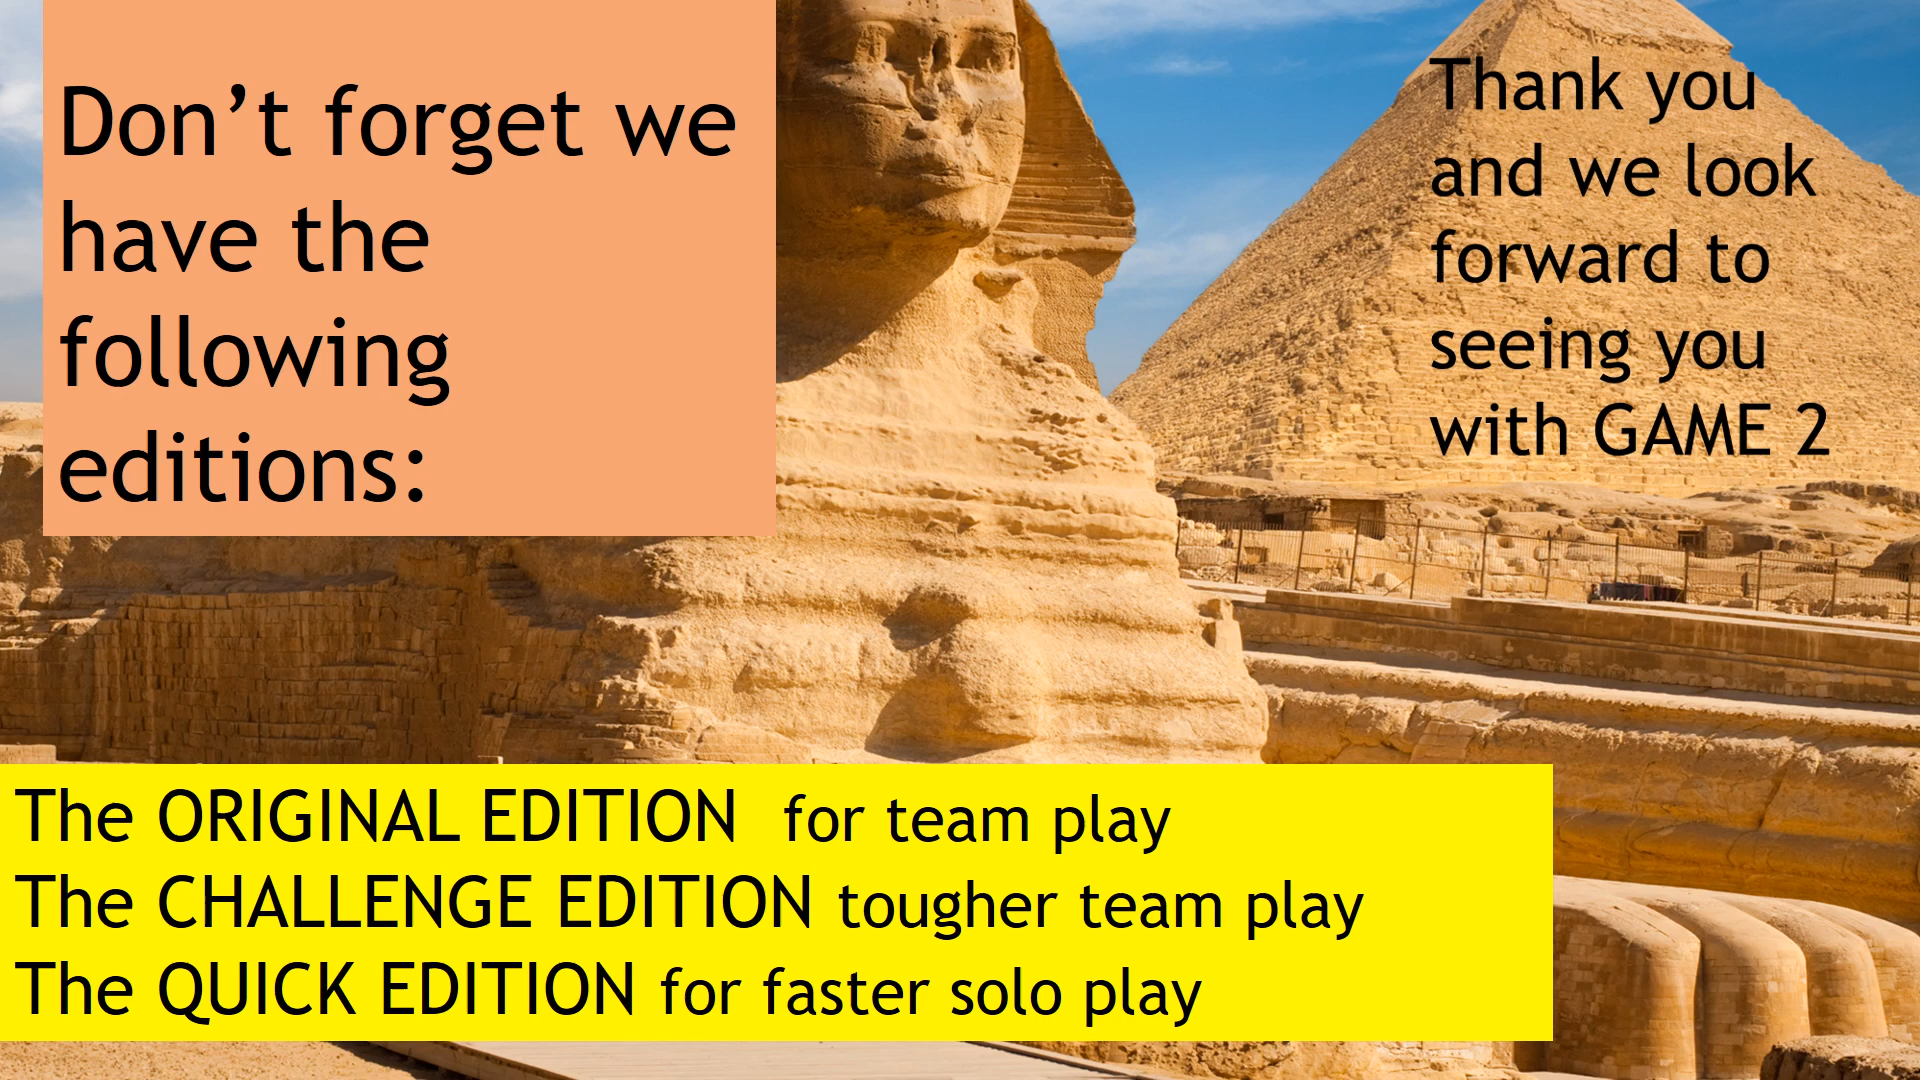 Don’t forget we
have the
following
editions:
Thank you
and we look
forward to
seeing you
with GAME 2
The ORIGINAL EDITION for team play
The CHALLENGE EDITION tougher team play
The QUICK EDITION for faster solo play